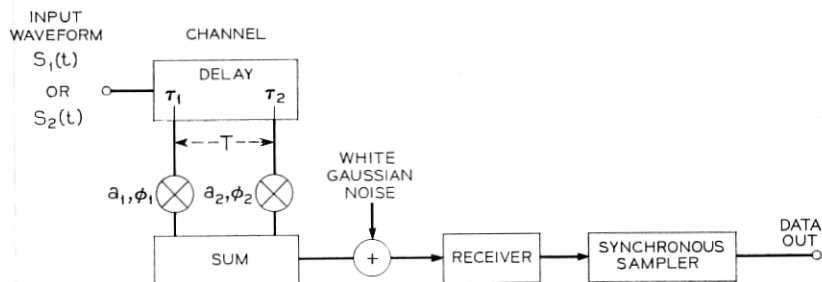 INPUT
WAVEFORM
S₁(t)
OR
S₂(t)
CHANNEL
DELAY
τ₁ τ₂
T
a₁,ϕ₁ a₂,ϕ₂
SUM
WHITE
GAUSSIAN
NOISE
+
RECEIVER
SYNCHRONOUS
SAMPLER
DATA
OUT